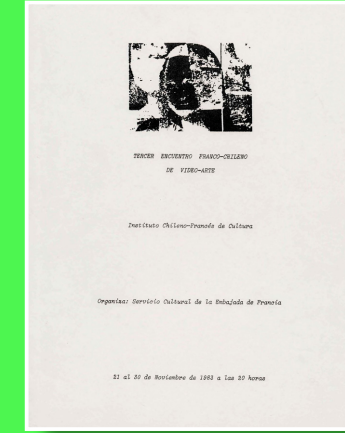 TERCER ENCUENTRO FRANCO-CHILENO
DE VIDEO-ARTE
Instituto Chileno-Francés de Cultura
Organiza: Servicio Cultural de la Embajada de Francia
21 al 30 de Noviembre de 1983 a las 20 horas